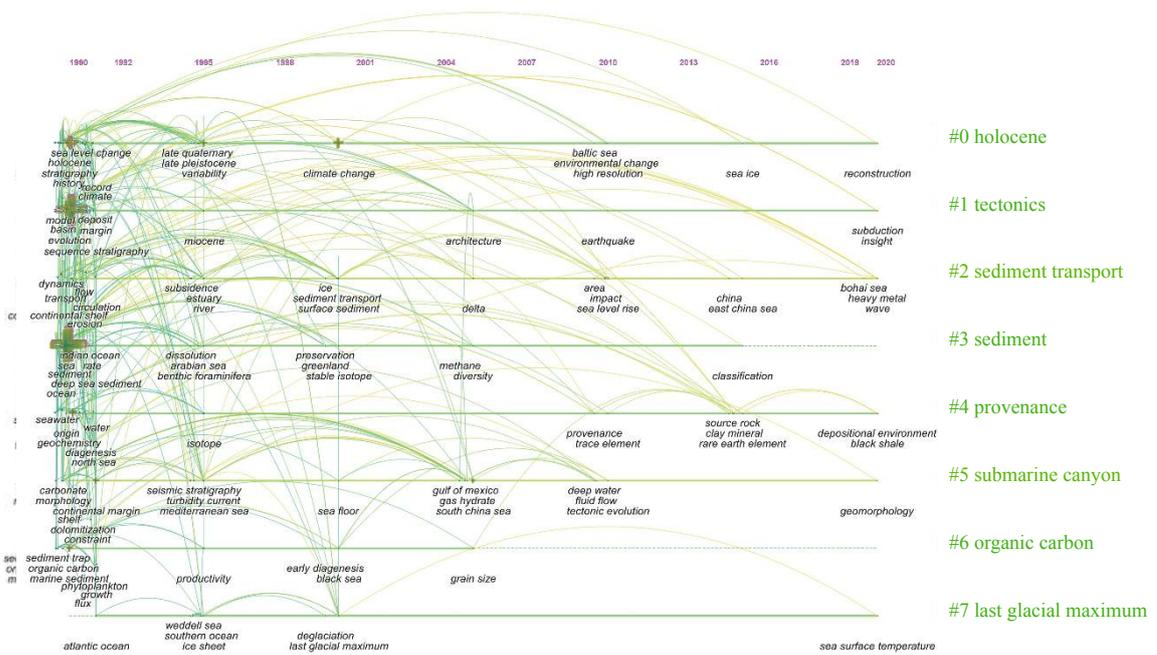 1980 1982 1985 1988 2001 2004 2007 2010 2013 2016 2019 2020
#0 holocene
sea level change late quaternary baltic sea
holocene late pleistocene environmental change
stratigraphy variability climate change high resolution sea ice reconstruction
history
record
climate
#1 tectonics
model deposit
basin margin subduction
evolution miocene architecture earthquake insight
sequence stratigraphy
#2 sediment transport
dynamics subsidence ice area bohai sea
flow
transport estuary sediment transport impact china heavy metal
circulation river surface sediment delta sea level rise east china sea wave
continental shelf
erosion
#3 sediment
indian ocean dissolution preservation
sea rate arabian sea greenland methane
sediment benthic foraminifera stable isotope diversity classification
deep sea sediment
ocean
#4 provenance
seawater source rock
water
origin provenance clay mineral depositional environment
geochemistry isotope trace element rare earth element black shale
diagenesis
north sea
#5 submarine canyon
carbonate seismic stratigraphy gulf of mexico deep water
morphology turbidity current gas hydrate fluid flow
continental margin mediterranean sea sea floor south china sea tectonic evolution geomorphology
shelf
dolomitization
constraint
#6 organic carbon
sediment trap
organic carbon early diagenesis
marine sediment productivity black sea grain size
phytoplankton
growth
flux
#7 last glacial maximum
weddell sea
southern ocean deglaciation
atlantic ocean ice sheet last glacial maximum sea surface temperature